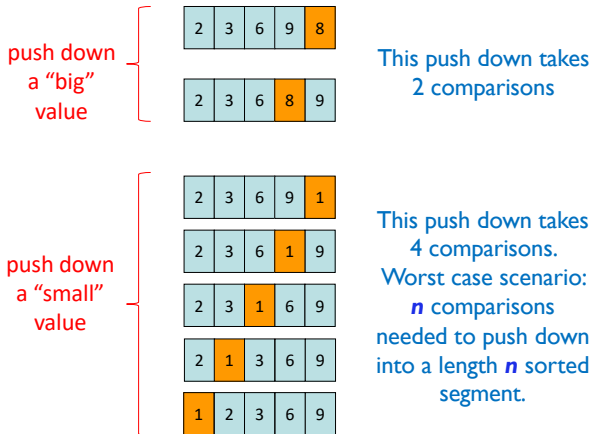 push down
a “big”
value
2 3 6 9 8
2 3 6 8 9
This push down takes
2 comparisons
push down
a “small”
value
2 3 6 9 1
2 3 6 1 9
2 3 1 6 9
2 1 3 6 9
1 2 3 6 9
This push down takes
4 comparisons.
Worst case scenario:
n comparisons
needed to push down
into a length n sorted
segment.